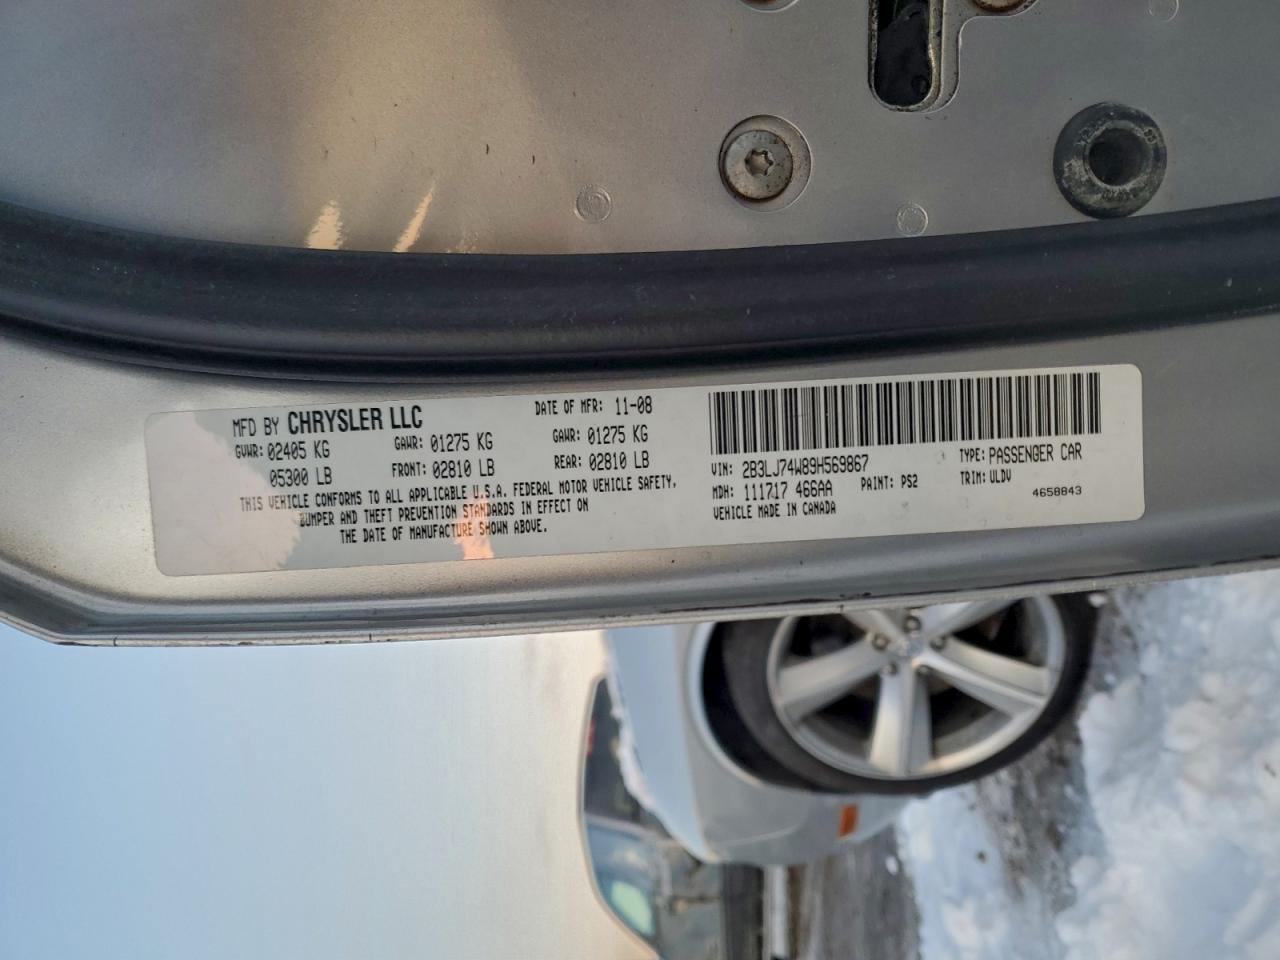 MFD BY CHRYSLER LLC DATE OF MFR: 11-08
GVWR: 02405 KG GAWR: 01275 KG GAWR: 01275 KG
05300 LB FRONT: 02810 LB REAR: 02810 LB
THIS VEHICLE CONFORMS TO ALL APPLICABLE U.S.A. FEDERAL MOTOR VEHICLE SAFETY,
BUMPER AND THEFT PREVENTION STANDARDS IN EFFECT ON
THE DATE OF MANUFACTURE SHOWN ABOVE.
VIN: 2B3LJ74W89H569867 TYPE: PASSENGER CAR
MDH: 111717 466AA PAINT: PS2 TRIM: ULDV
VEHICLE MADE IN CANADA 4658843